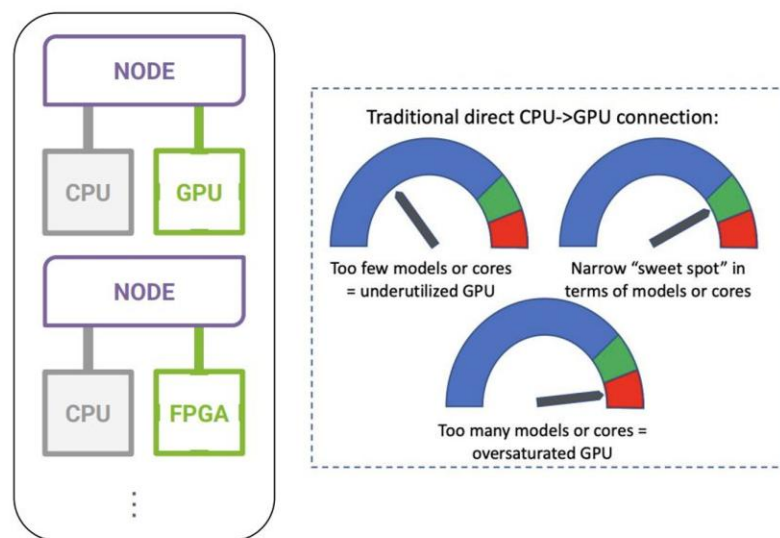 NODE
CPU
GPU
NODE
CPU
FPGA
Traditional direct CPU->GPU connection:
Too few models or cores
= underutilized GPU
Narrow “sweet spot” in
terms of models or cores
Too many models or cores =
oversaturated GPU